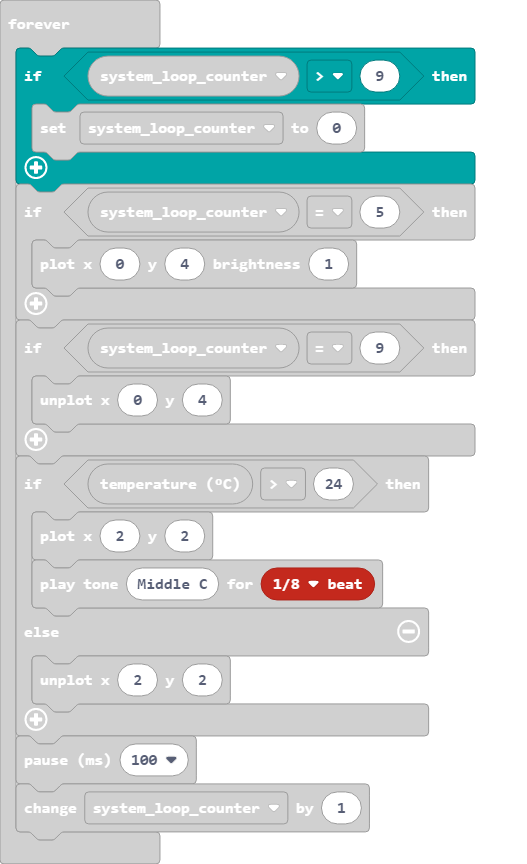 forever
if system_loop_counter > 9 then
set system_loop_counter to 0
if system_loop_counter = 5 then
plot x 0 y 4 brightness 1
if system_loop_counter = 9 then
unplot x 0 y 4
if temperature (°C) > 24 then
plot x 2 y 2
play tone Middle C for 1/8 beat
else
unplot x 2 y 2
pause (ms) 100
change system_loop_counter by 1